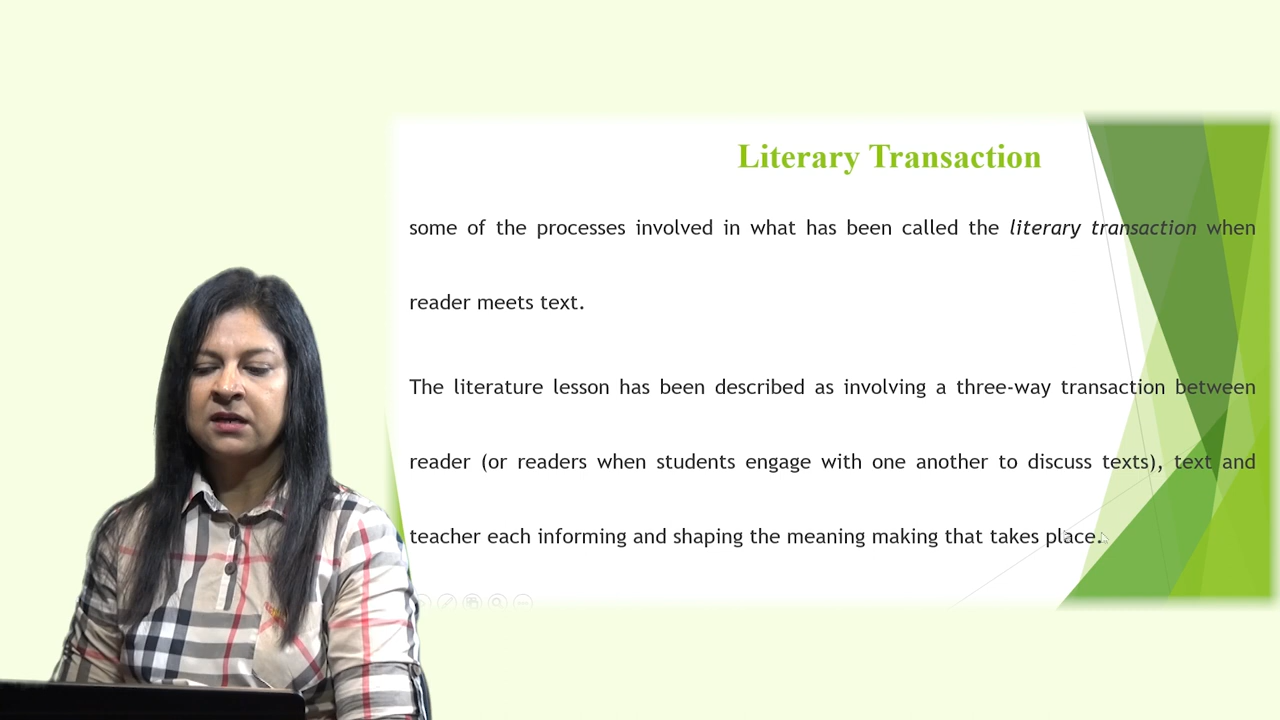 Literary Transaction
some of the processes involved in what has been called the literary transaction when
reader meets text.
The literature lesson has been described as involving a three-way transaction between
reader (or readers when students engage with one another to discuss texts), text and
teacher each informing and shaping the meaning making that takes place.